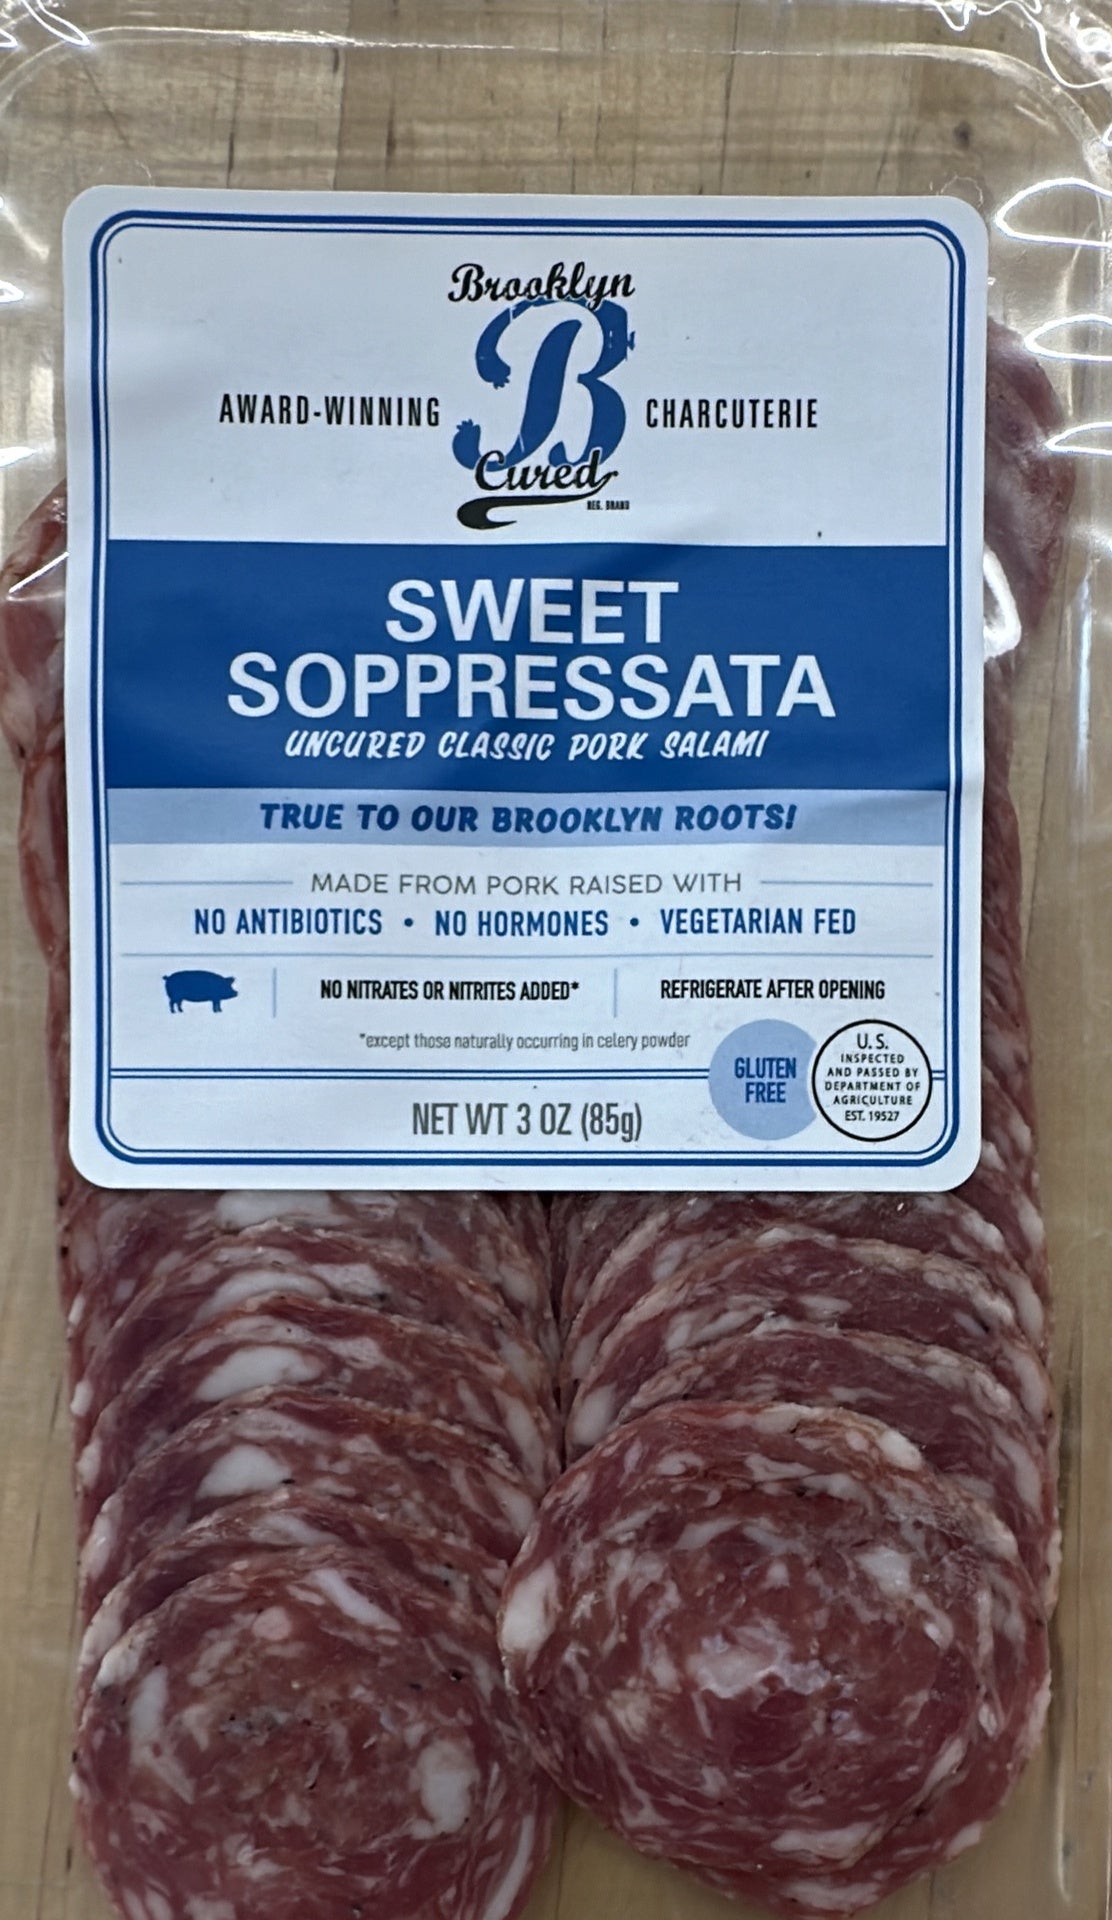 Brooklyn
B
AWARD-WINNING CHARCUTERIE
Cured
REG. BRAND
SWEET
SOPPRESSATA
UNCURED CLASSIC PORK SALAMI
TRUE TO OUR BROOKLYN ROOTS!
MADE FROM PORK RAISED WITH
NO ANTIBIOTICS • NO HORMONES • VEGETARIAN FED
NO NITRATES OR NITRITES ADDED*
REFRIGERATE AFTER OPENING
*except those naturally occurring in celery powder
GLUTEN
FREE
U.S.
INSPECTED
AND PASSED BY
DEPARTMENT OF
AGRICULTURE
EST. 19527
NET WT 3 OZ (85g)